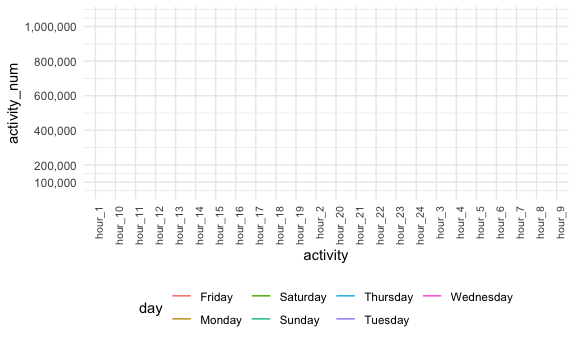 1,000,000
800,000
600,000
400,000
200,000
100,000
activity_num
hour_1
hour_10
hour_11
hour_12
hour_13
hour_14
hour_15
hour_16
hour_17
hour_18
hour_19
hour_2
hour_20
hour_21
hour_22
hour_23
hour_24
hour_3
hour_4
hour_5
hour_6
hour_7
hour_8
hour_9
activity
day
Friday Saturday Thursday Wednesday
Monday Sunday Tuesday